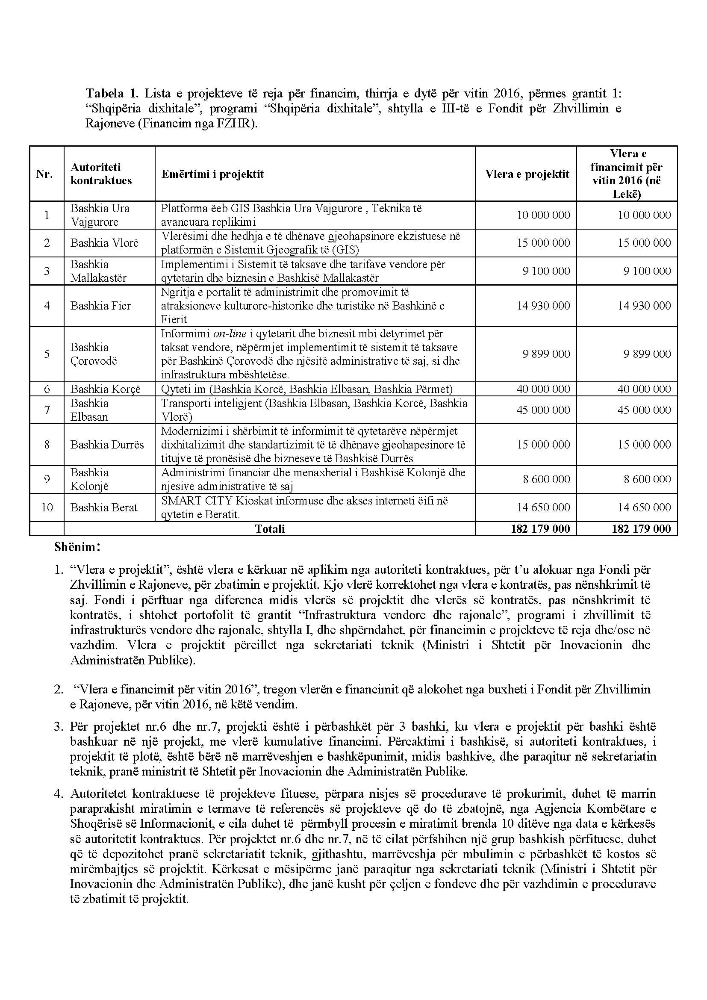 Tabela 1. Lista e projekteve të reja për financim, thirrja e dytë për vitin 2016, përmes grantit 1:
“Shqipëria dixhitale”, programi “Shqipëria dixhitale”, shtylla e III-të e Fondit për Zhvillimin e
Rajoneve (Financim nga FZHR).
Nr.
Autoriteti
kontraktues
Emërtimi i projektit
Vlera e projektit
Vlera e
financimit për
vitin 2016 (në
Lekë)
1
Bashkia Ura
Vajgurore
Platforma ëeb GIS Bashkia Ura Vajgurore , Teknika të
avancuara replikimi
10 000 000
10 000 000
2
Bashkia Vlorë
Vlerësimi dhe hedhja e të dhënave gjeohapsinore ekzistuese në
platformën e Sistemit Gjeografik të (GIS)
15 000 000
15 000 000
3
Bashkia
Mallakastër
Implementimi i Sistemit të taksave dhe tarifave vendore për
qytetarin dhe biznesin e Bashkisë Mallakastër
9 100 000
9 100 000
4
Bashkia Fier
Ngritja e portalit të administrimit dhe promovimit të
atraksioneve kulturore-historike dhe turistike në Bashkinë e
Fierit
14 930 000
14 930 000
5
Bashkia
Çorovodë
Informimi on-line i qytetarit dhe biznesit mbi detyrimet për
taksat vendore, nëpërmjet implementimit të sistemit të taksave
për Bashkinë Çorovodë dhe njësitë administrative të saj, si dhe
infrastruktura mbështetëse.
9 899 000
9 899 000
6
Bashkia Korçë
Qyteti im (Bashkia Korcë, Bashkia Elbasan, Bashkia Përmet)
40 000 000
40 000 000
7
Bashkia
Elbasan
Transporti inteligjent (Bashkia Elbasan, Bashkia Korcë, Bashkia
Vlorë)
45 000 000
45 000 000
8
Bashkia Durrës
Modernizimi i shërbimit të informimit të qytetarëve nëpërmjet
dixhitalizimit dhe standartizimit të të dhënave gjeohapesinore të
titujve të pronësisë dhe bizneseve të Bashkisë Durrës
15 000 000
15 000 000
9
Bashkia
Kolonjë
Administrimi financiar dhe menaxherial i Bashkisë Kolonjë dhe
njesive administrative të saj
8 600 000
8 600 000
10
Bashkia Berat
SMART CITY Kioskat informuse dhe akses interneti ëifi në
qytetin e Beratit.
14 650 000
14 650 000
Totali
182 179 000
182 179 000
Shënim:
1. “Vlera e projektit”, është vlera e kërkuar në aplikim nga autoriteti kontraktues, për t’u alokuar nga Fondi për
Zhvillimin e Rajoneve, për zbatimin e projektit. Kjo vlerë korrektohet nga vlera e kontratës, pas nënshkrimit të
saj. Fondi i përftuar nga diferenca midis vlerës së projektit dhe vlerës së kontratës, pas nënshkrimit të
kontratës, i shtohet portofolit të grantit “Infrastruktura vendore dhe rajonale”, programi i zhvillimit të
infrastrukturës vendore dhe rajonale, shtylla I, dhe shpërndahet, për financimin e projekteve të reja dhe/ose në
vazhdim. Vlera e projektit përcillet nga sekretariati teknik (Ministri i Shtetit për Inovacionin dhe
Administratën Publike).
2. “Vlera e financimit për vitin 2016”, tregon vlerën e financimit që alokohet nga buxheti i Fondit për Zhvillimin
e Rajoneve, për vitin 2016, në këtë vendim.
3. Për projektet nr.6 dhe nr.7, projekti është i përbashkët për 3 bashki, ku vlera e projektit për bashki është
bashkuar në një projekt, me vlerë kumulative financimi. Përcaktimi i bashkisë, si autoriteti kontraktues, i
projektit të plotë, është bërë në marrëveshjen e bashkëpunimit, midis bashkive, dhe paraqitur në sekretariatin
teknik, pranë ministrit të Shtetit për Inovacionin dhe Administratën Publike.
4. Autoritetet kontraktuese të projekteve fituese, përpara nisjes së procedurave të prokurimit, duhet të marrin
paraprakisht miratimin e termave të referencës së projekteve që do të zbatojnë, nga Agjencia Kombëtare e
Shoqërisë së Informacionit, e cila duhet të përmbyll procesin e miratimit brenda 10 ditëve nga data e kërkesës
së autoritetit kontraktues. Për projektet nr.6 dhe nr.7, në të cilat përfshihen një grup bashkish përfituese, duhet
që të depozitohet pranë sekretariatit teknik, gjithashtu, marrëveshja për mbulimin e përbashkët të kostos së
mirëmbajtjes së projektit. Kërkesat e mësipërme janë paraqitur nga sekretariati teknik (Ministri i Shtetit për
Inovacionin dhe Administratën Publike), dhe janë kusht për çeljen e fondeve dhe për vazhdimin e procedurave
të zbatimit të projektit.